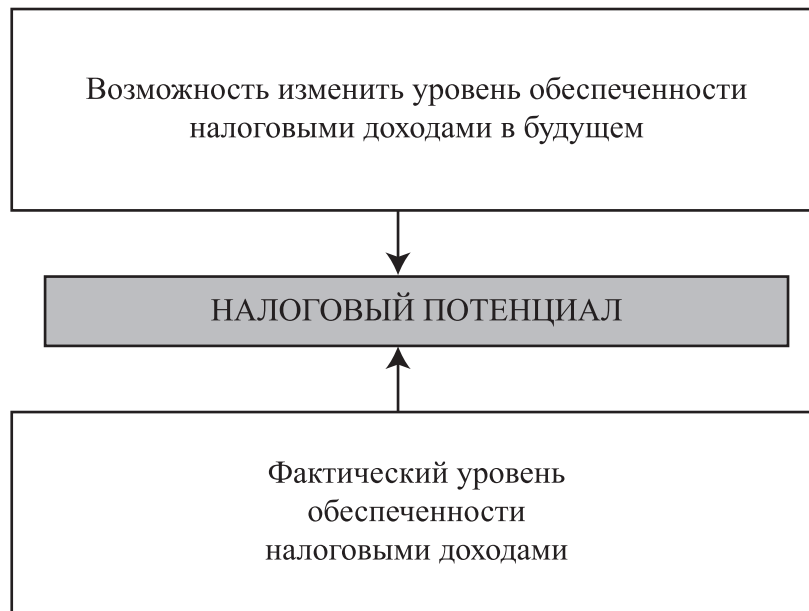 Возможность изменить уровень обеспеченности
налоговыми доходами в будущем
НАЛОГОВЫЙ ПОТЕНЦИАЛ
Фактический уровень
обеспеченности
налоговыми доходами